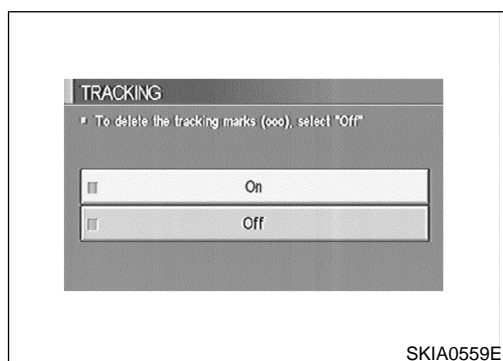 TRACKING
To delete the tracking marks (ooo), select "Off"
On
Off
SKIA0559E